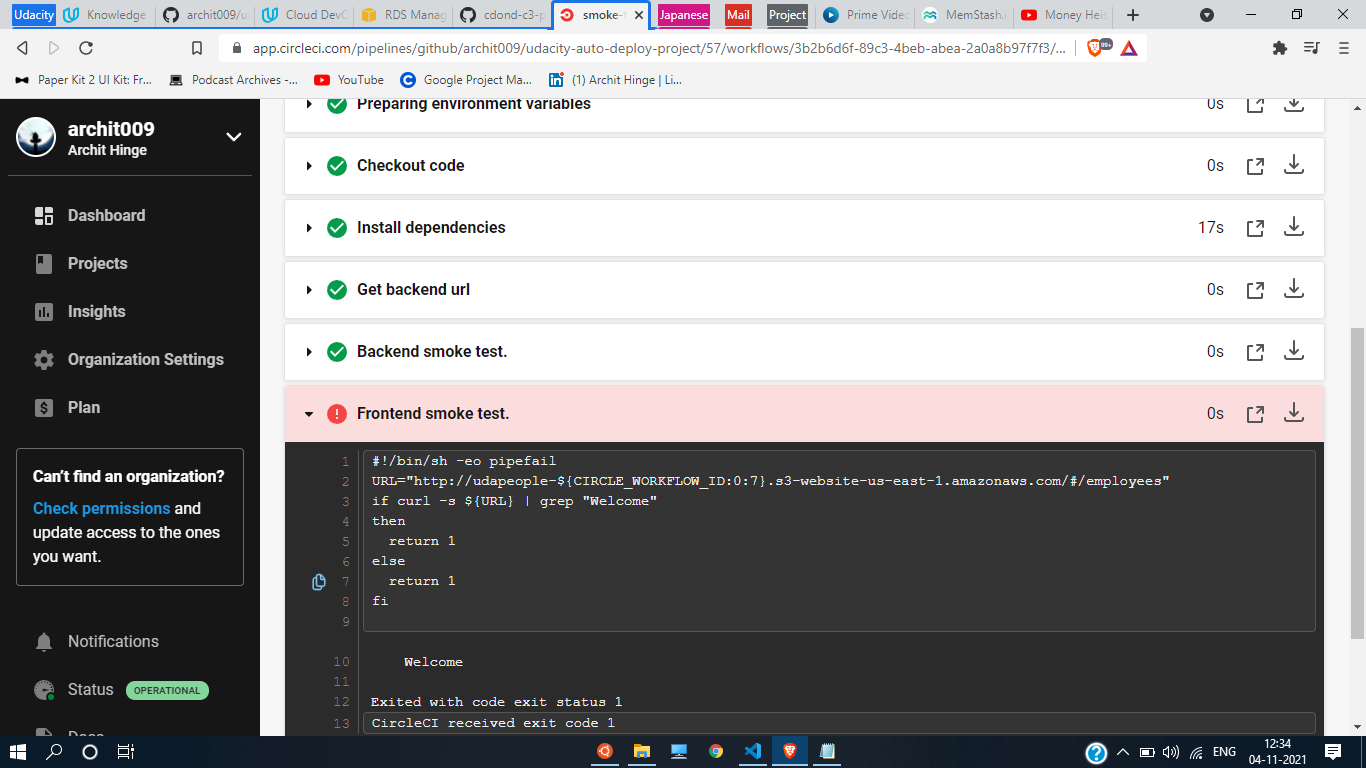 Udacity
Knowledge
archit009/u
Cloud DevO
RDS Manag
cdond-c3-p
smoke-
Japanese
Mail
Project
Prime Video
MemStash.i
Money Heis
app.circleci.com/pipelines/github/archit009/udacity-auto-deploy-project/57/workflows/3b2b6d6f-89c3-4beb-abea-2a0a8b97f7f3/...
99+
Paper Kit 2 UI Kit: Fr...
Podcast Archives -...
YouTube
Google Project Ma...
(1) Archit Hinge | Li...
archit009
Archit Hinge
Dashboard
Projects
Insights
Organization Settings
Plan
Can't find an organization?
Check permissions and
update access to the ones
you want.
Notifications
Status OPERATIONAL
Docs
Preparing environment variables 0s
Checkout code 0s
Install dependencies 17s
Get backend url 0s
Backend smoke test. 0s
Frontend smoke test. 0s
1 #!/bin/sh -eo pipefail
2 URL="http://udapeople-${CIRCLE_WORKFLOW_ID:0:7}.s3-website-us-east-1.amazonaws.com/#/employees"
3 if curl -s ${URL} | grep "Welcome"
4 then
5 return 1
6 else
7 return 1
8 fi
9
10 Welcome
11
12 Exited with code exit status 1
13 CircleCI received exit code 1
ENG
12:34
04-11-2021